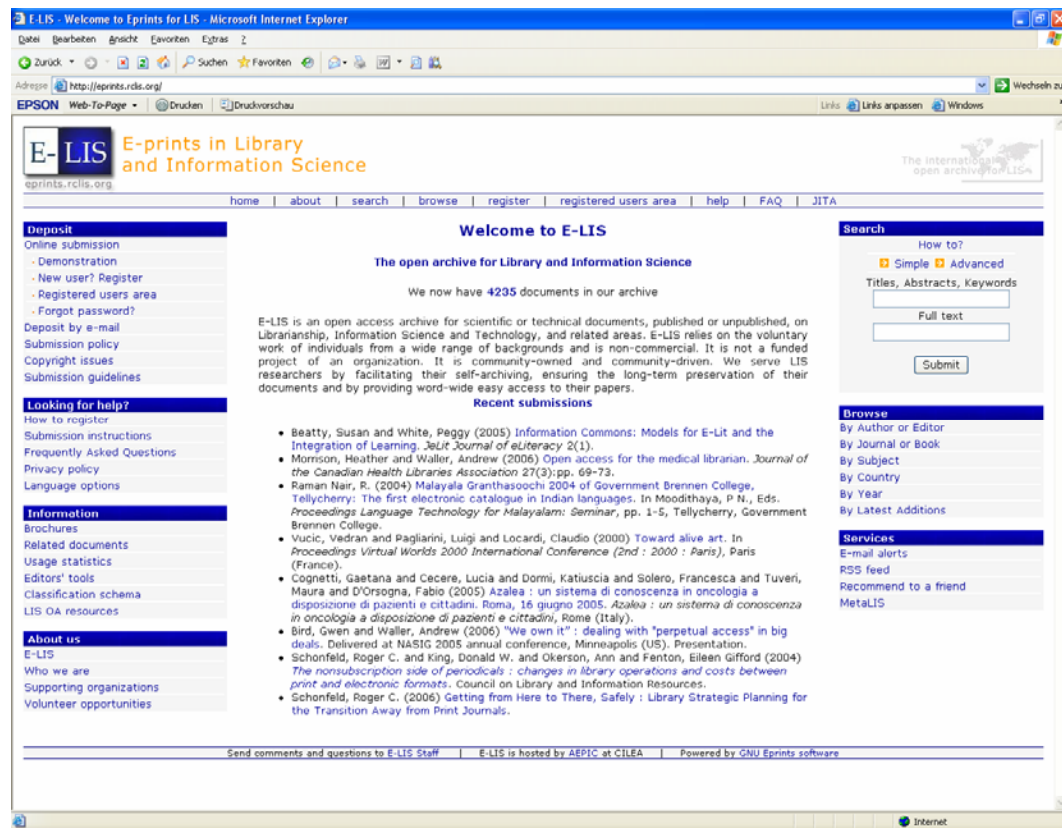 E-LIS - Welcome to Eprints for LIS - Microsoft Internet Explorer
Datei Bearbeiten Ansicht Favoriten Extras ?
Zurück Suchen Favoriten
Adresse http://eprints.rclis.org/ Wechseln zu
EPSON Web-To-Page Drucken Druckvorschau Links Links anpassen Windows
E-LIS
eprints.rclis.org
E-prints in Library
and Information Science
The international
open archive for LIS
home | about | search | browse | register | registered users area | help | FAQ | JITA
Deposit
Online submission
- Demonstration
- New user? Register
- Registered users area
- Forgot password?
Deposit by e-mail
Submission policy
Copyright issues
Submission guidelines
Looking for help?
How to register
Submission instructions
Frequently Asked Questions
Privacy policy
Language options
Information
Brochures
Related documents
Usage statistics
Editors' tools
Classification schema
LIS OA resources
About us
E-LIS
Who we are
Supporting organizations
Volunteer opportunities
Welcome to E-LIS
The open archive for Library and Information Science
We now have 4235 documents in our archive
E-LIS is an open access archive for scientific or technical documents, published or unpublished, on
Librarianship, Information Science and Technology, and related areas. E-LIS relies on the voluntary
work of individuals from a wide range of backgrounds and is non-commercial. It is not a funded
project of an organization. It is community-owned and community-driven. We serve LIS
researchers by facilitating their self-archiving, ensuring the long-term preservation of their
documents and by providing word-wide easy access to their papers.
Recent submissions
• Beatty, Susan and White, Peggy (2005) Information Commons: Models for E-Lit and the
Integration of Learning. JeLit Journal of eLiteracy 2(1).
• Morrison, Heather and Waller, Andrew (2006) Open access for the medical librarian. Journal of
the Canadian Health Libraries Association 27(3):pp. 69-73.
• Raman Nair, R. (2004) Malayala Granthasoochi 2004 of Government Brennen College,
Tellycherry: The first electronic catalogue in Indian languages. In Moodithaya, P N., Eds.
Proceedings Language Technology for Malayalam: Seminar, pp. 1-5, Tellycherry, Government
Brennen College.
• Vucic, Vedran and Pagliarini, Luigi and Locardi, Claudio (2000) Toward alive art. In
Proceedings Virtual Worlds 2000 International Conference (2nd : 2000 : Paris), Paris
(France).
• Cognetti, Gaetana and Cecere, Lucia and Dormi, Katiuscia and Solero, Francesca and Tuveri,
Maura and D'Orsogna, Fabio (2005) Azalea : un sistema di conoscenza in oncologia a
disposizione di pazienti e cittadini. Roma, 16 giugno 2005. Azalea : un sistema di conoscenza
in oncologia a disposizione di pazienti e cittadini, Rome (Italy).
• Bird, Gwen and Waller, Andrew (2006) "We own it" : dealing with "perpetual access" in big
deals. Delivered at NASIG 2005 annual conference, Minneapolis (US). Presentation.
• Schonfeld, Roger C. and King, Donald W. and Okerson, Ann and Fenton, Eileen Gifford (2004)
The nonsubscription side of periodicals : changes in library operations and costs between
print and electronic formats. Council on Library and Information Resources.
• Schonfeld, Roger C. (2006) Getting from Here to There, Safely : Library Strategic Planning for
the Transition Away from Print Journals.
Search
How to?
Simple Advanced
Titles, Abstracts, Keywords
Full text
Submit
Browse
By Author or Editor
By Journal or Book
By Subject
By Country
By Year
By Latest Additions
Services
E-mail alerts
RSS feed
Recommend to a friend
MetaLIS
Send comments and questions to E-LIS Staff | E-LIS is hosted by AEPIC at CILEA | Powered by GNU Eprints software
Internet